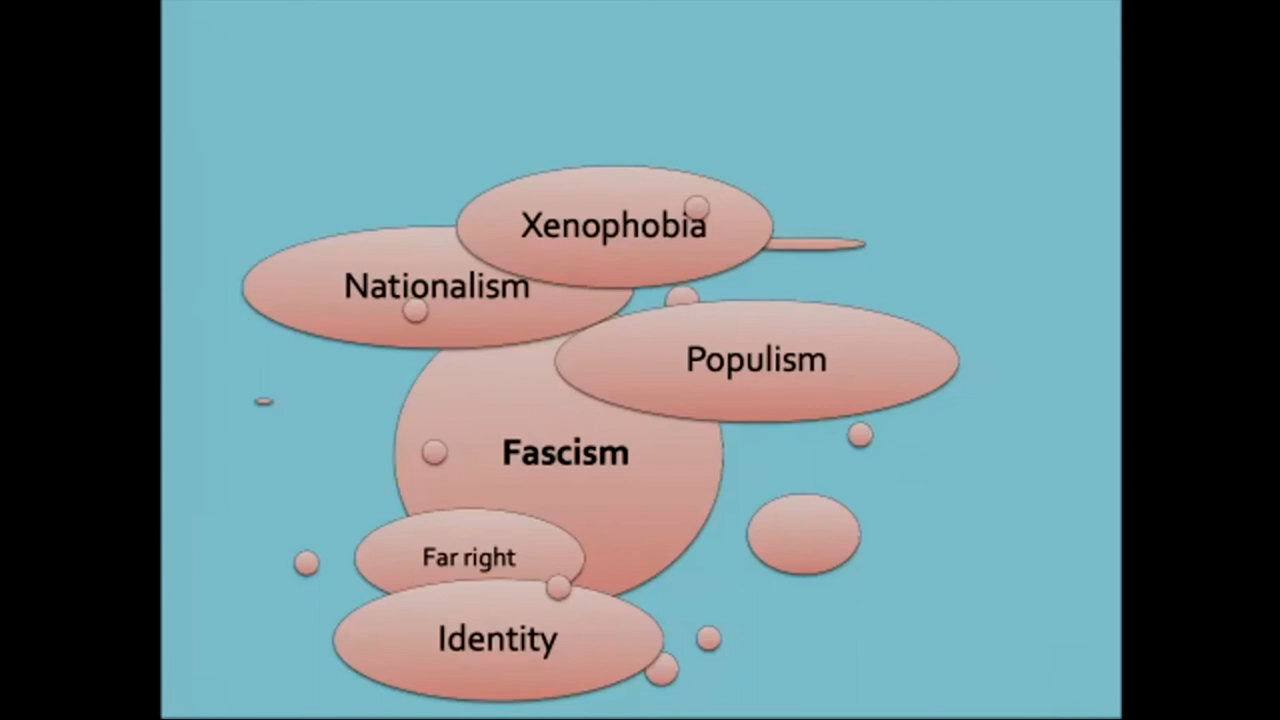 Xenophobia
Nationalism
Populism
Fascism
Far right
Identity